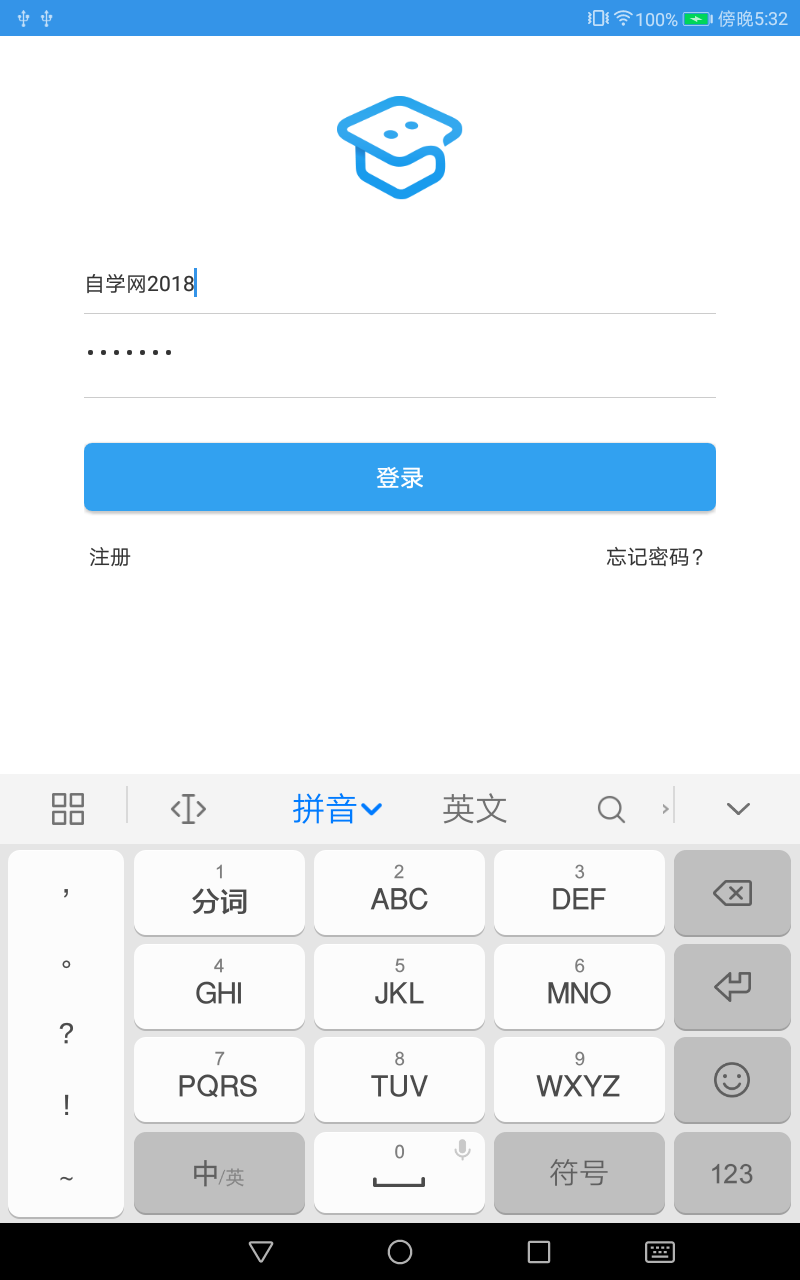 100% 傍晚5:32
自学网2018
•••••••
登录
注册 忘记密码?
拼音 英文
,
。
?
!
~
1 2 3
分词 ABC DEF
4 5 6
GHI JKL MNO
7 8 9
PQRS TUV WXYZ
0
中/英 符号 123